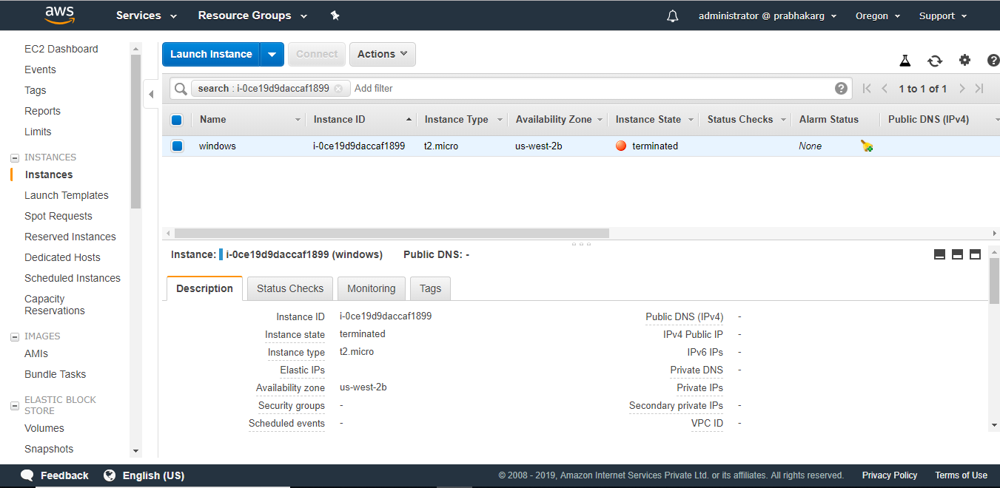 aws Services Resource Groups administrator @ prabhakarg Oregon Support
EC2 Dashboard
Events
Tags
Reports
Limits
INSTANCES
Instances
Launch Templates
Spot Requests
Reserved Instances
Dedicated Hosts
Scheduled Instances
Capacity
Reservations
IMAGES
AMIs
Bundle Tasks
ELASTIC BLOCK
STORE
Volumes
Snapshots
Launch Instance Connect Actions
search : i-0ce19d9daccaf1899 Add filter 1 to 1 of 1
Name Instance ID Instance Type Availability Zone Instance State Status Checks Alarm Status Public DNS (IPv4)
windows i-0ce19d9daccaf1899 t2.micro us-west-2b terminated None
Instance: i-0ce19d9daccaf1899 (windows) Public DNS: -
Description Status Checks Monitoring Tags
Instance ID i-0ce19d9daccaf1899 Public DNS (IPv4) -
Instance state terminated IPv4 Public IP -
Instance type t2.micro IPv6 IPs -
Elastic IPs Private DNS -
Availability zone us-west-2b Private IPs
Security groups - Secondary private IPs -
Scheduled events - VPC ID -
Feedback English (US) © 2008 - 2019, Amazon Internet Services Private Ltd. or its affiliates. All rights reserved. Privacy Policy Terms of Use